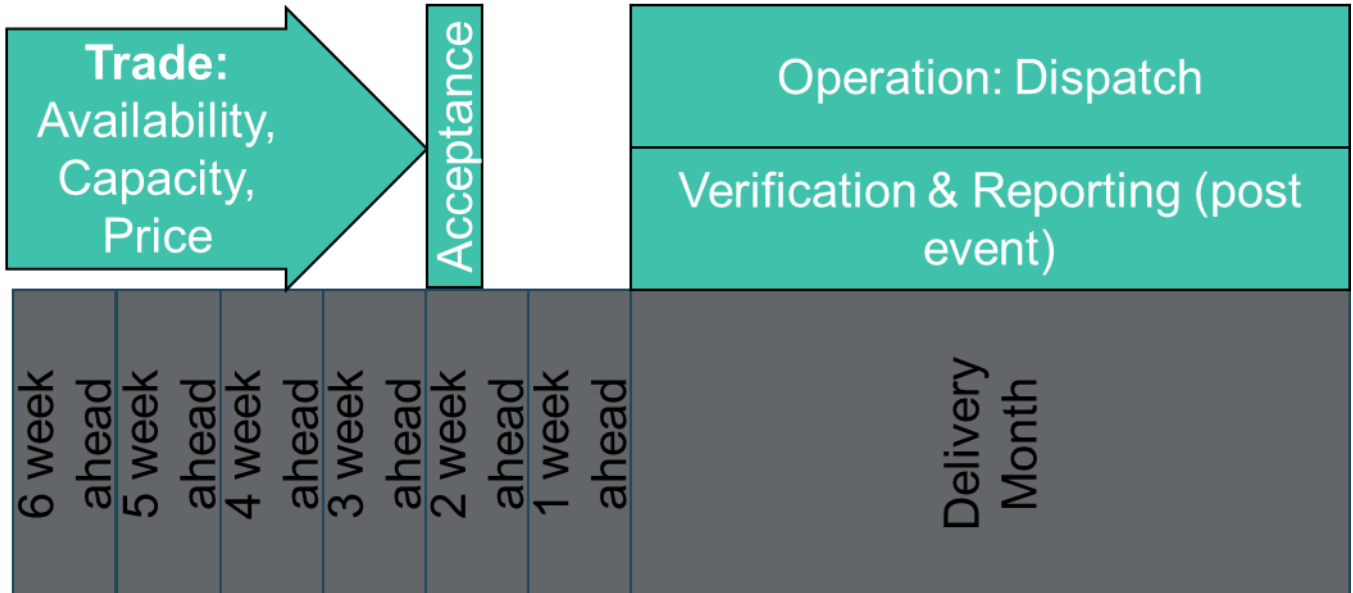 Trade:
Availability,
Capacity,
Price
Acceptance
Operation: Dispatch
Verification & Reporting (post
event)
6 week
ahead
5 week
ahead
4 week
ahead
3 week
ahead
2 week
ahead
1 week
ahead
Delivery
Month